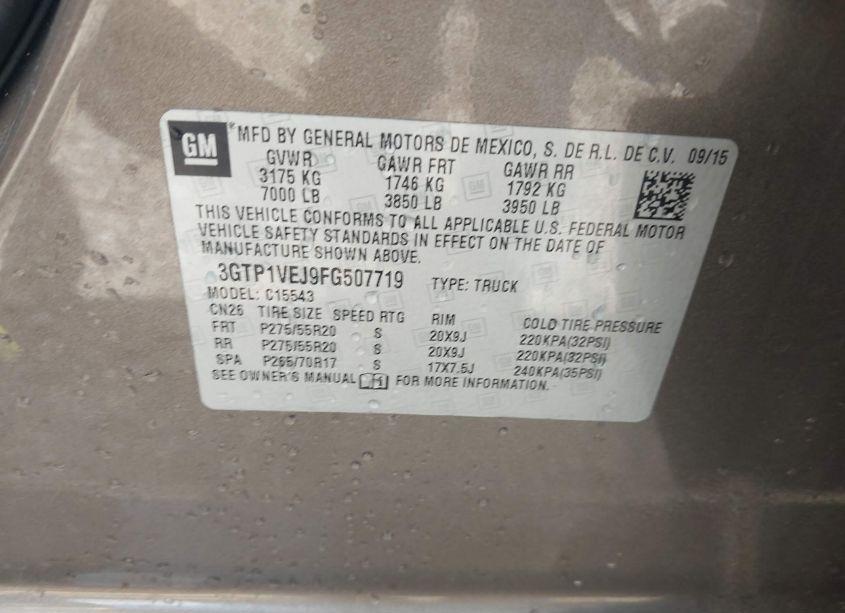 GM
*MFD BY GENERAL MOTORS DE MEXICO, S. DE R.L. DE C.V. 09/15
GVWR GAWR FRT GAWR RR
3175 KG 1746 KG 1792 KG
7000 LB 3850 LB 3950 LB
THIS VEHICLE CONFORMS TO ALL APPLICABLE U.S. FEDERAL MOTOR
VEHICLE SAFETY STANDARDS IN EFFECT ON THE DATE OF
MANUFACTURE SHOWN ABOVE.
3GTP1VEJ9FG507719 TYPE: TRUCK
MODEL: C15543
CN26 TIRE SIZE SPEED RTG RIM COLD TIRE PRESSURE
FRT P275/55R20 S 20X9J 220KPA(32PSI)
RR P275/55R20 S 20X9J 220KPA(32PSI)
SPA P265/70R17 S 17X7.5J 240KPA(35PSI)
SEE OWNER'S MANUAL FOR MORE INFORMATION.